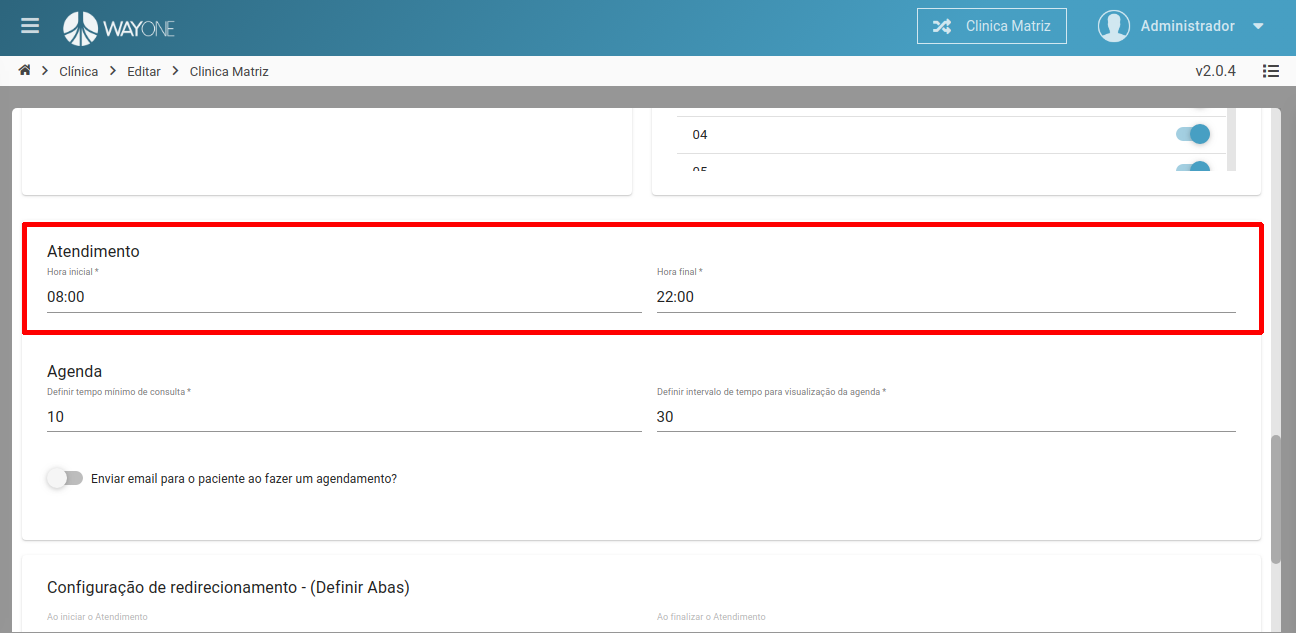 WAYONE
Clinica Matriz
Administrador
Clínica
Editar
Clinica Matriz
v2.0.4
04
05
Atendimento
Hora inicial *
Hora final *
08:00
22:00
Agenda
Definir tempo mínimo de consulta *
Definir intervalo de tempo para visualização da agenda *
10
30
Enviar email para o paciente ao fazer um agendamento?
Configuração de redirecionamento - (Definir Abas)
Ao iniciar o Atendimento
Ao finalizar o Atendimento